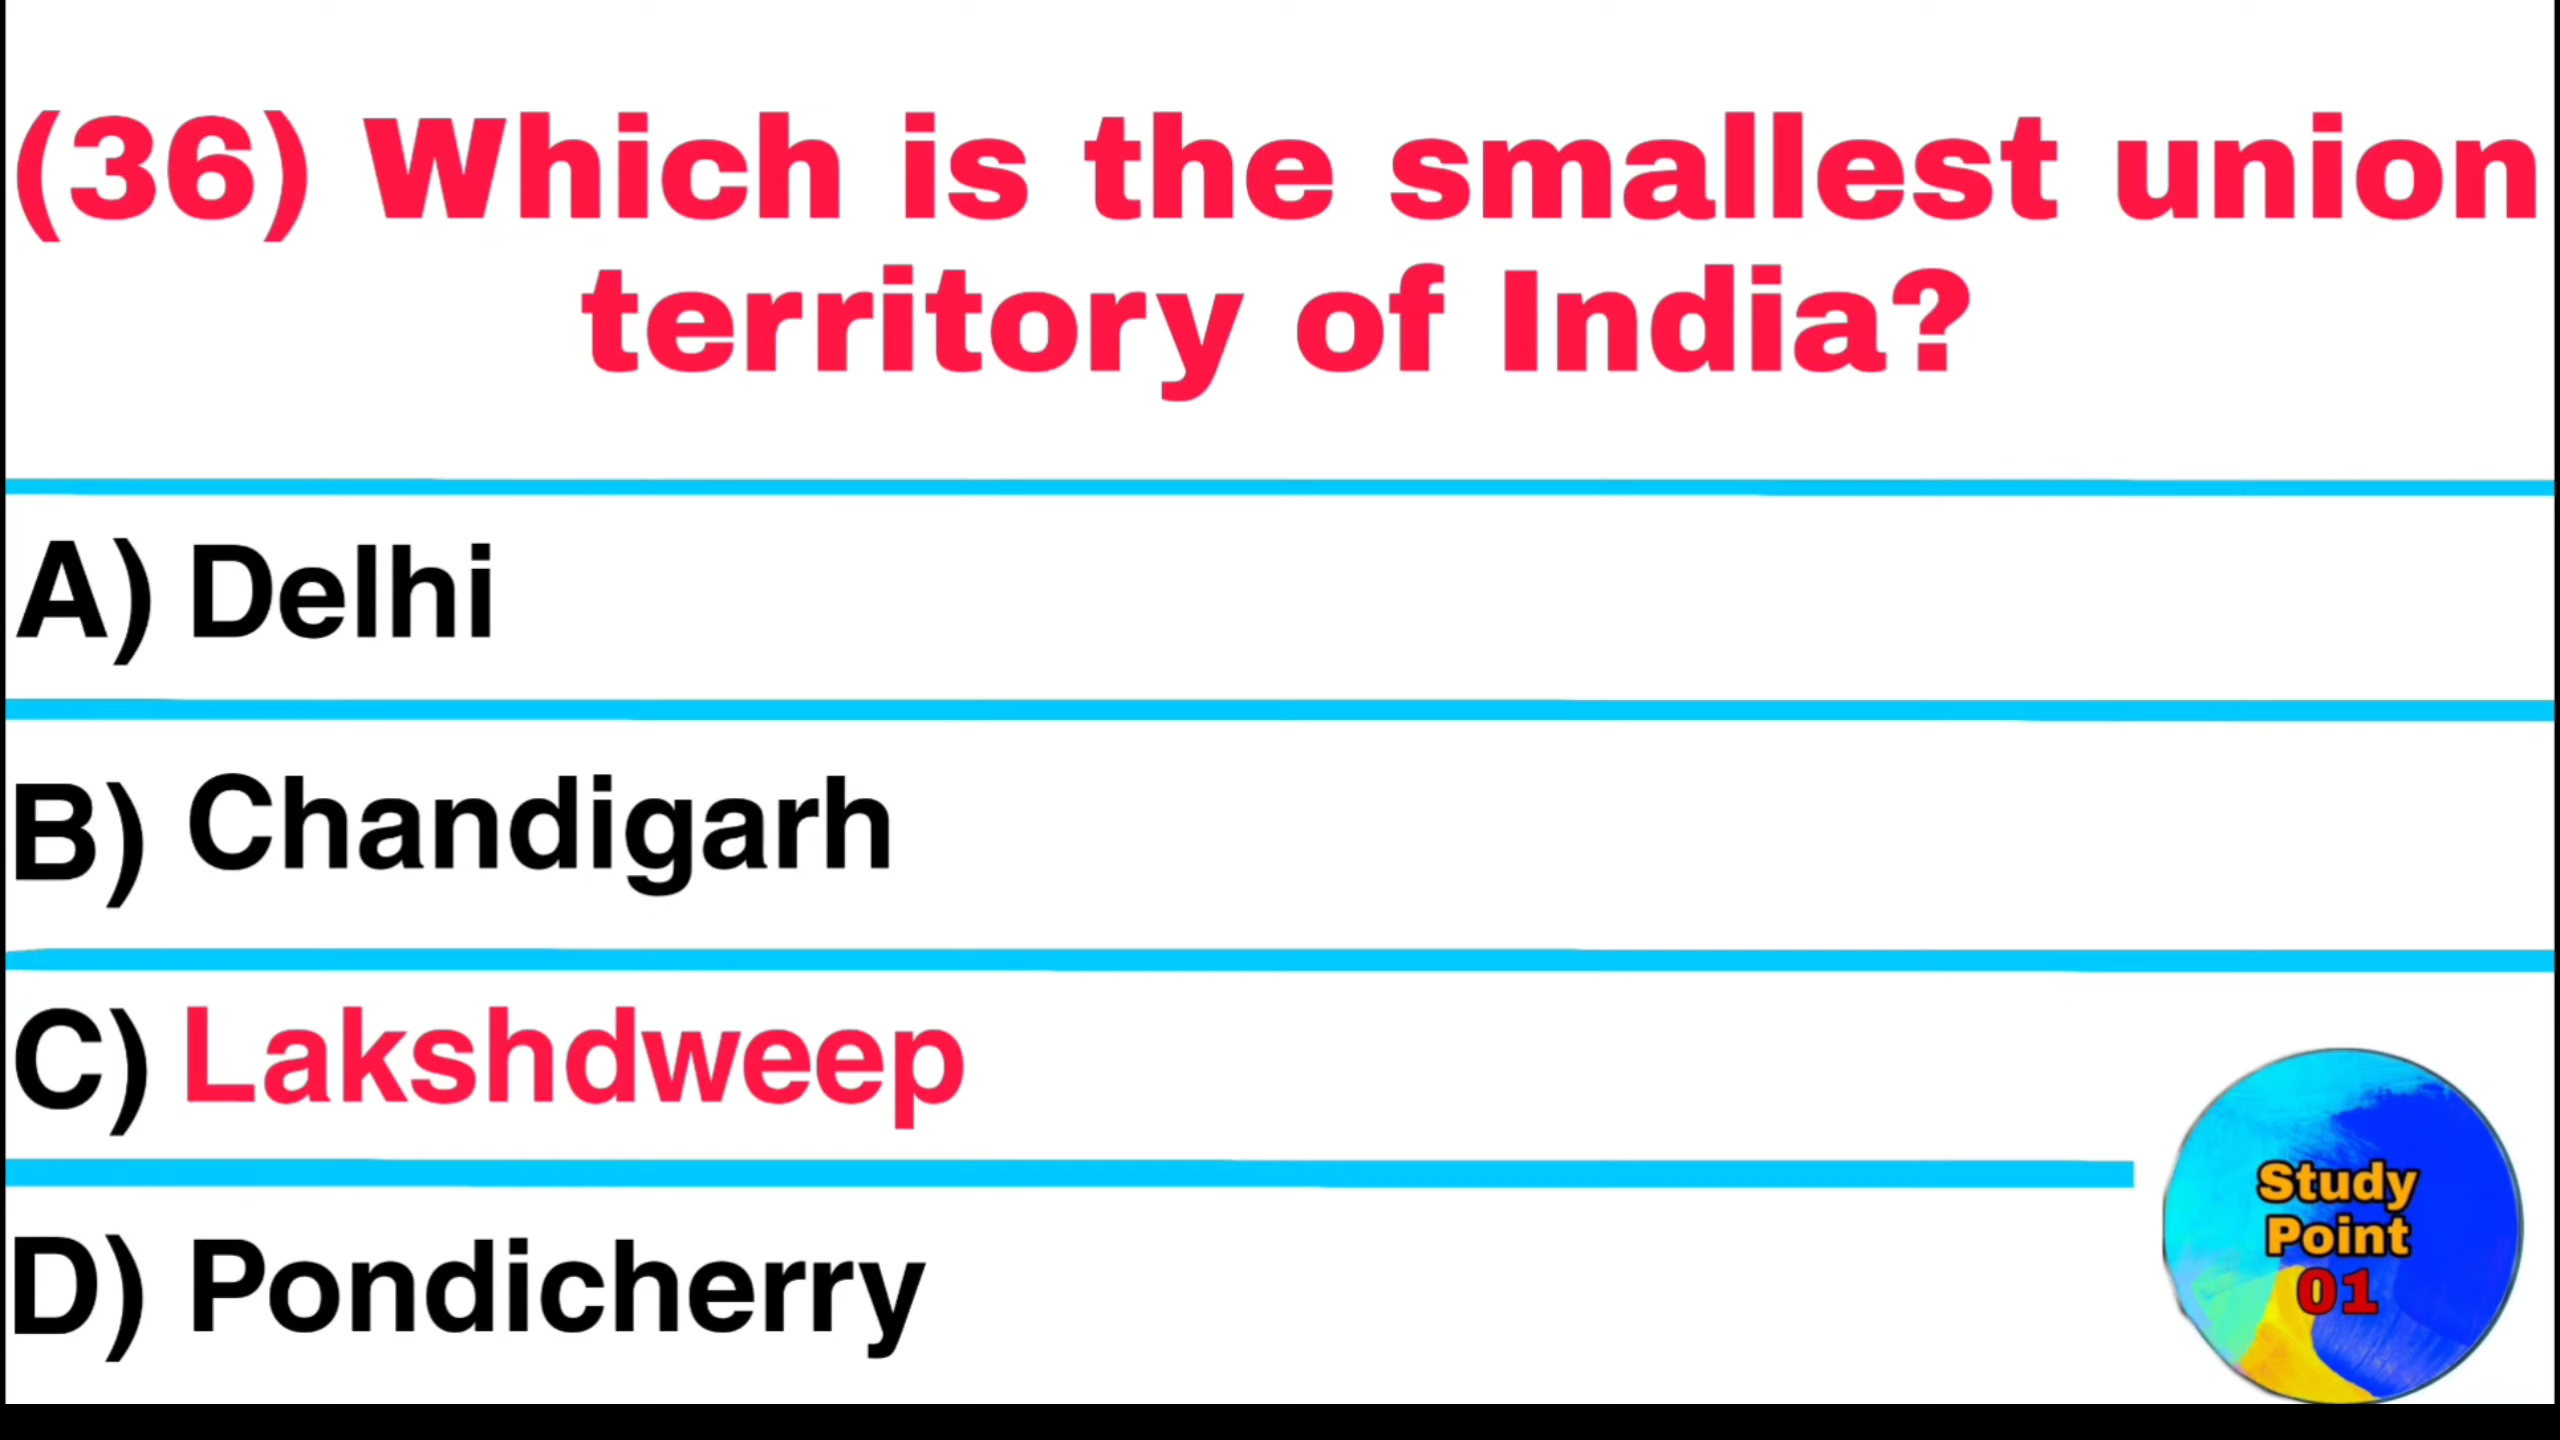 (36) Which is the smallest union
territory of India?
A) Delhi
B) Chandigarh
C) Lakshdweep
D) Pondicherry
Study
Point
01